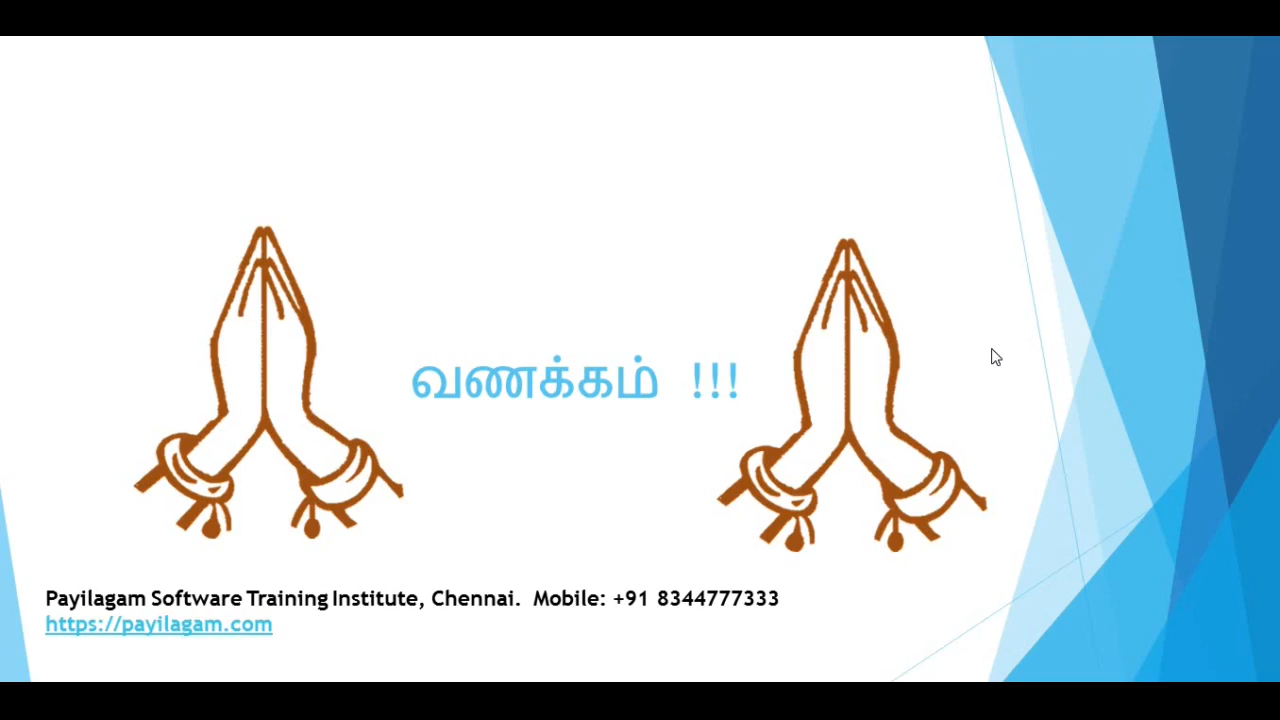 வணக்கம் !!!
Payilagam Software Training Institute, Chennai. Mobile: +91 8344777333
https://payilagam.com